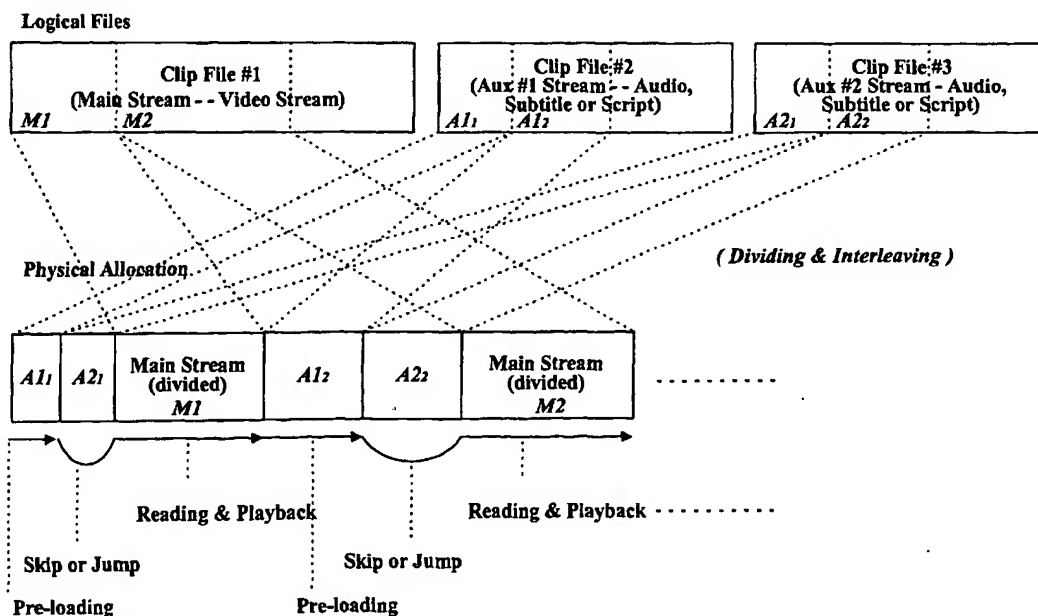 Logical Files
Clip File #1
(Main Stream - - Video Stream)
M1 M2
Clip File #2
(Aux #1 Stream - - Audio,
Subtitle or Script)
A11 A12
Clip File #3
(Aux #2 Stream - Audio,
Subtitle or Script)
A21 A22
Physical Allocation
( Dividing & Interleaving )
A11
A21
Main Stream
(divided)
M1
A12
A22
Main Stream
(divided)
M2
Reading & Playback
Reading & Playback
Skip or Jump
Skip or Jump
Pre-loading
Pre-loading